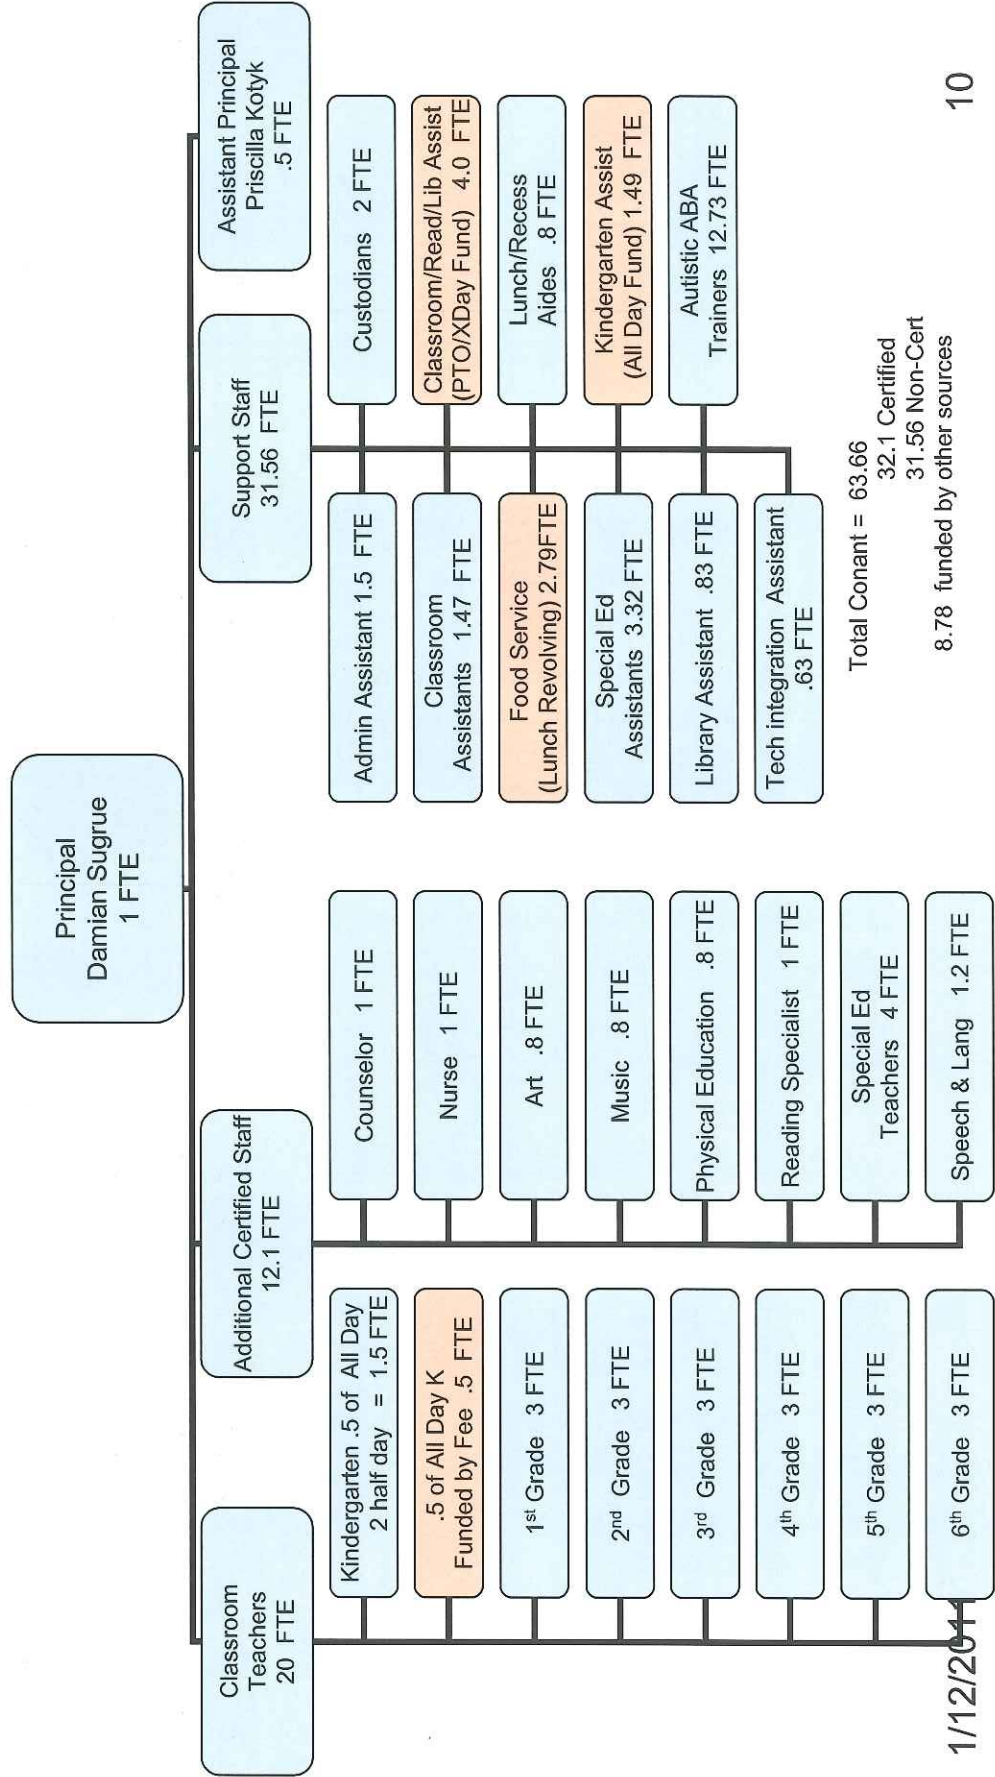 Principal
Damian Sugrue
1 FTE
Classroom
Teachers
20 FTE
Additional Certified Staff
12.1 FTE
Support Staff
31.56 FTE
Assistant Principal
Priscilla Kotyk
.5 FTE
Kindergarten .5 of All Day
2 half day = 1.5 FTE
.5 of All Day K
Funded by Fee .5 FTE
1st Grade 3 FTE
2nd Grade 3 FTE
3rd Grade 3 FTE
4th Grade 3 FTE
5th Grade 3 FTE
6th Grade 3 FTE
Counselor 1 FTE
Nurse 1 FTE
Art .8 FTE
Music .8 FTE
Physical Education .8 FTE
Reading Specialist 1 FTE
Special Ed
Teachers 4 FTE
Speech & Lang 1.2 FTE
Admin Assistant 1.5 FTE
Classroom
Assistants 1.47 FTE
Food Service
(Lunch Revolving) 2.79FTE
Special Ed
Assistants 3.32 FTE
Library Assistant .83 FTE
Tech integration Assistant
.63 FTE
Custodians 2 FTE
Classroom/Read/Lib Assist
(PTO/XDay Fund) 4.0 FTE
Lunch/Recess
Aides .8 FTE
Kindergarten Assist
(All Day Fund) 1.49 FTE
Autistic ABA
Trainers 12.73 FTE
Total Conant = 63.66
32.1 Certified
31.56 Non-Cert
8.78 funded by other sources
1/12/2011
10